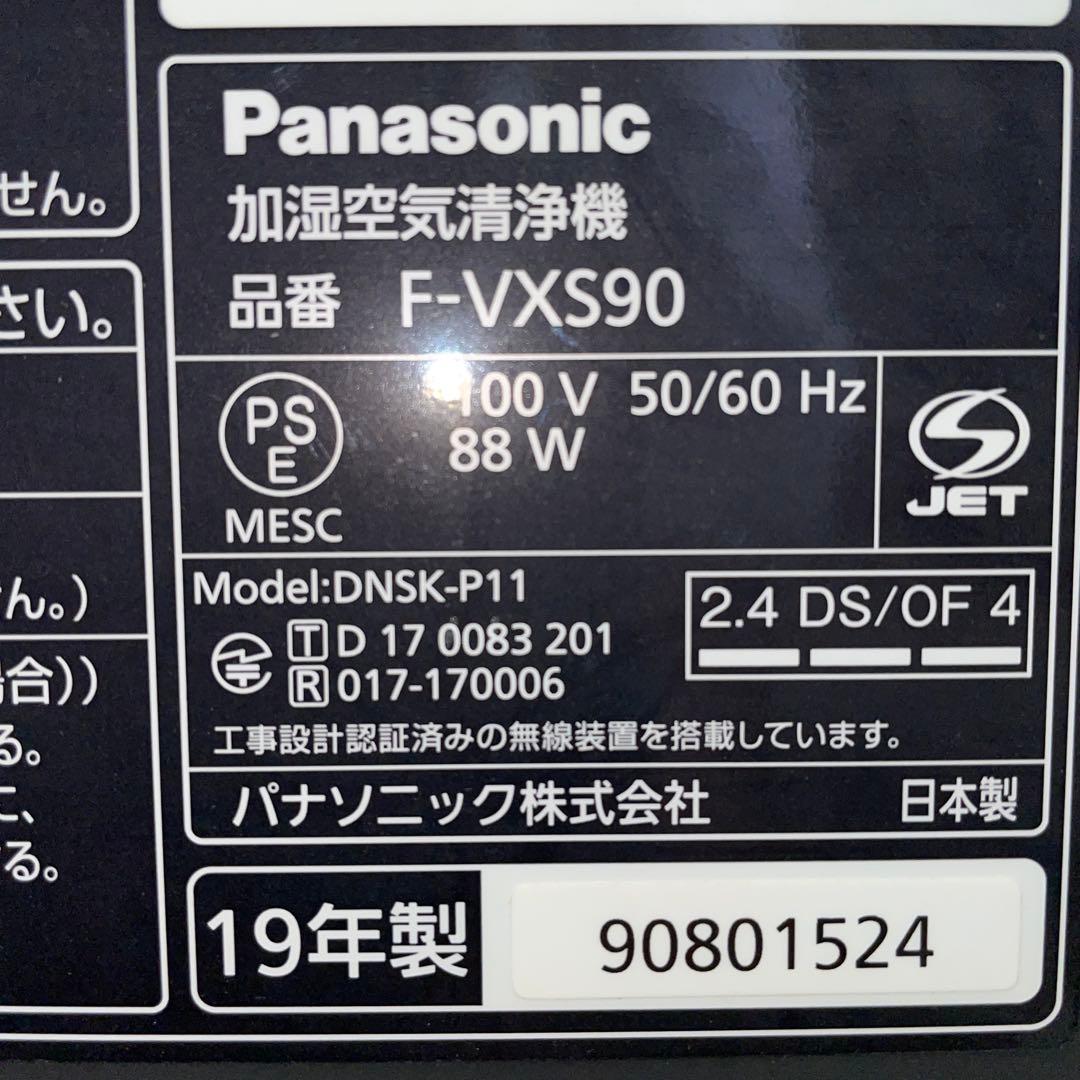 せん。
さい。
ん。)
場合))
る。
に、
る。
Panasonic
加湿空気清浄機
品番 F-VXS90
PS
E
MESC
100 V 50/60 Hz
88 W
JET
Model:DNSK-P11
T D 17 0083 201
R 017-170006
2.4 DS/OF 4
工事設計認証済みの無線装置を搭載しています。
パナソニック株式会社 日本製
19年製 90801524